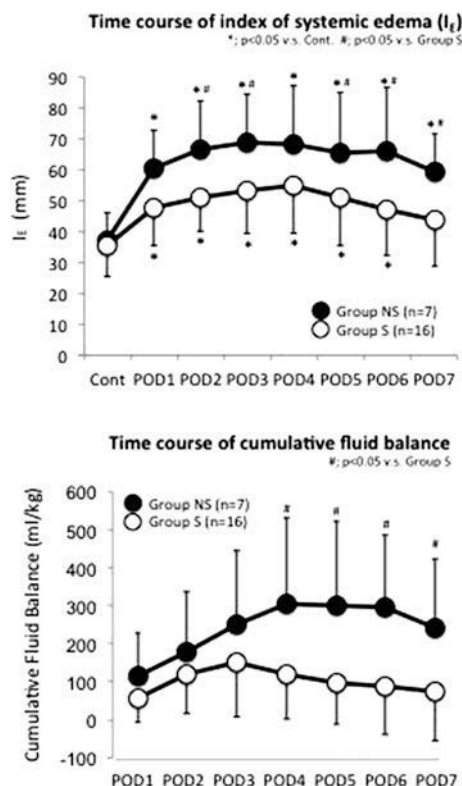 Time course of index of systemic edema (IE)
*; p<0.05 v.s. Cont. #; p<0.05 v.s. Group S
90
80
70
60
50
40
30
20
10
0
IE (mm)
* *# *# * *# *# *#
* * * * * *
Group NS (n=7)
Group S (n=16)
Cont POD1 POD2 POD3 POD4 POD5 POD6 POD7
Time course of cumulative fluid balance
#; p<0.05 v.s. Group S
600
500
400
300
200
100
0
-100
Cumulative Fluid Balance (ml/kg)
Group NS (n=7)
Group S (n=16)
# # # #
POD1 POD2 POD3 POD4 POD5 POD6 POD7